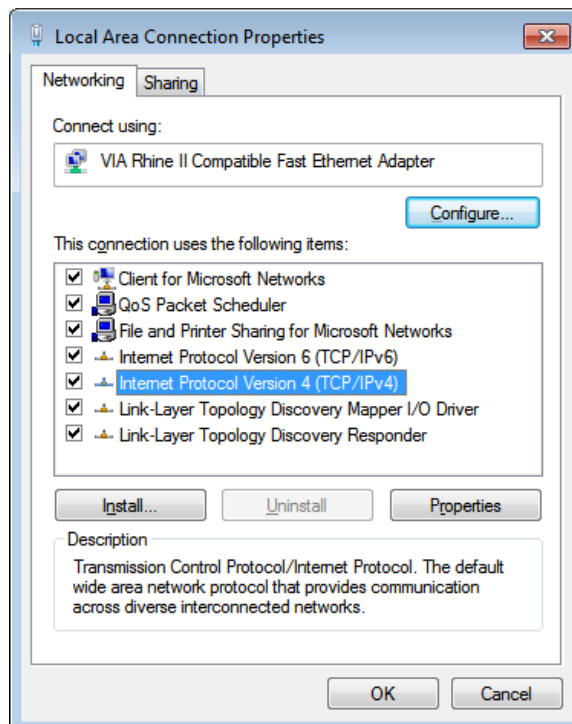 Local Area Connection Properties
Networking
Sharing
Connect using:
VIA Rhine II Compatible Fast Ethernet Adapter
Configure...
This connection uses the following items:
Client for Microsoft Networks
QoS Packet Scheduler
File and Printer Sharing for Microsoft Networks
Internet Protocol Version 6 (TCP/IPv6)
Internet Protocol Version 4 (TCP/IPv4)
Link-Layer Topology Discovery Mapper I/O Driver
Link-Layer Topology Discovery Responder
Install...
Uninstall
Properties
Description
Transmission Control Protocol/Internet Protocol. The default
wide area network protocol that provides communication
across diverse interconnected networks.
OK
Cancel